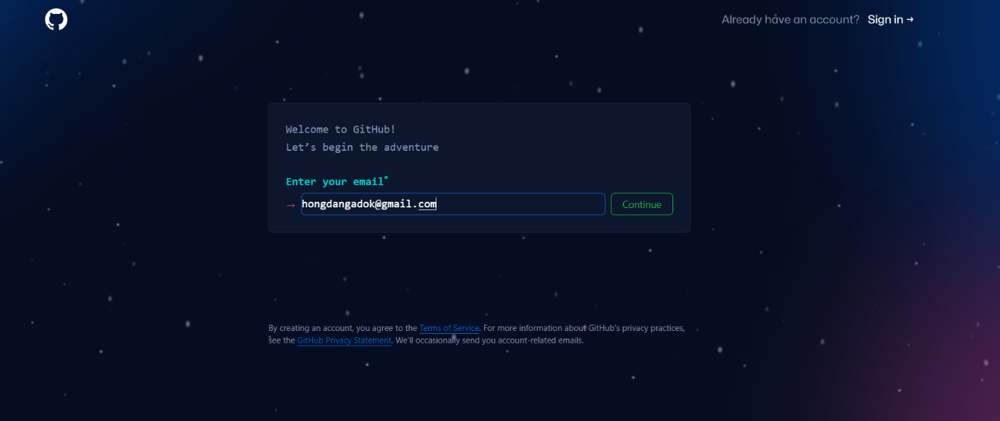 Already have an account? Sign in →
Welcome to GitHub!
Let’s begin the adventure
Enter your email*
→ hongdangadok@gmail.com Continue
By creating an account, you agree to the Terms of Service. For more information about GitHub's privacy practices,
see the GitHub Privacy Statement. We'll occasionally send you account-related emails.